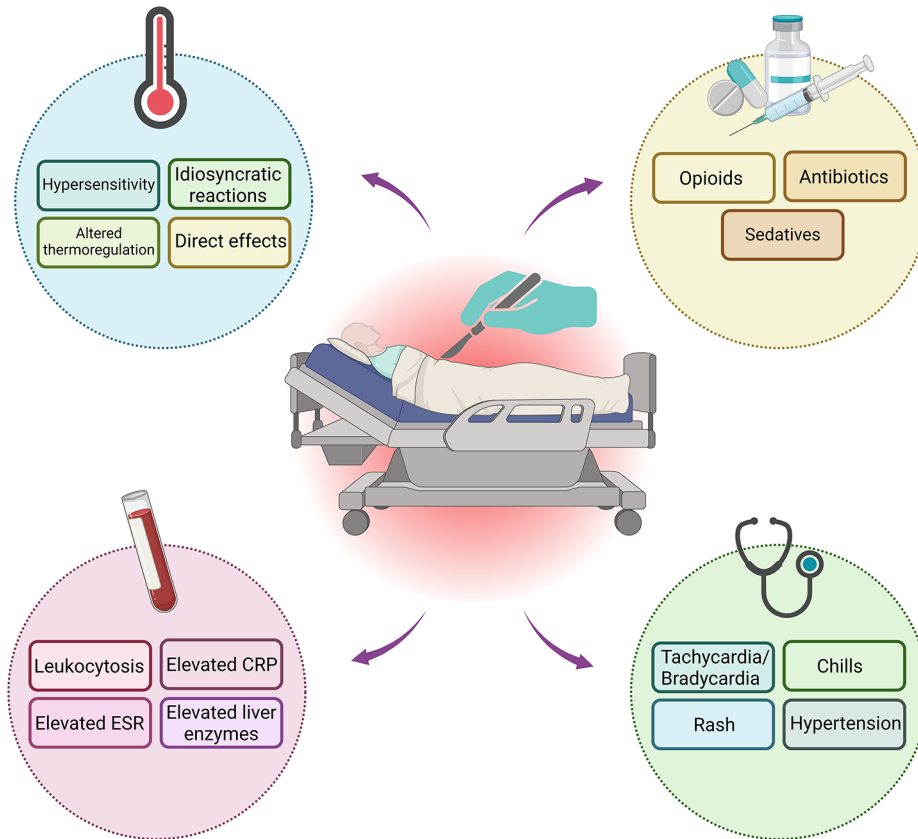 Hypersensitivity
Idiosyncratic
reactions
Altered
thermoregulation
Direct effects
Opioids
Antibiotics
Sedatives
Leukocytosis
Elevated CRP
Elevated ESR
Elevated liver
enzymes
Tachycardia/
Bradycardia
Chills
Rash
Hypertension